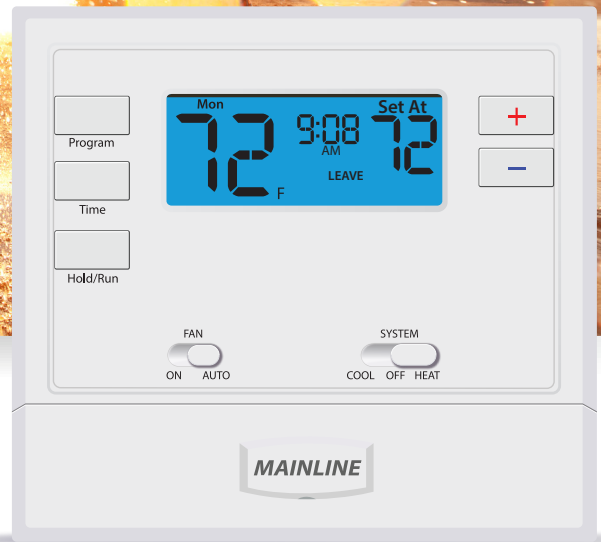 Mon
72 F
9:08
AM
LEAVE
Set At
72
+
−
Program
Time
Hold/Run
FAN
ON AUTO
SYSTEM
COOL OFF HEAT
MAINLINE